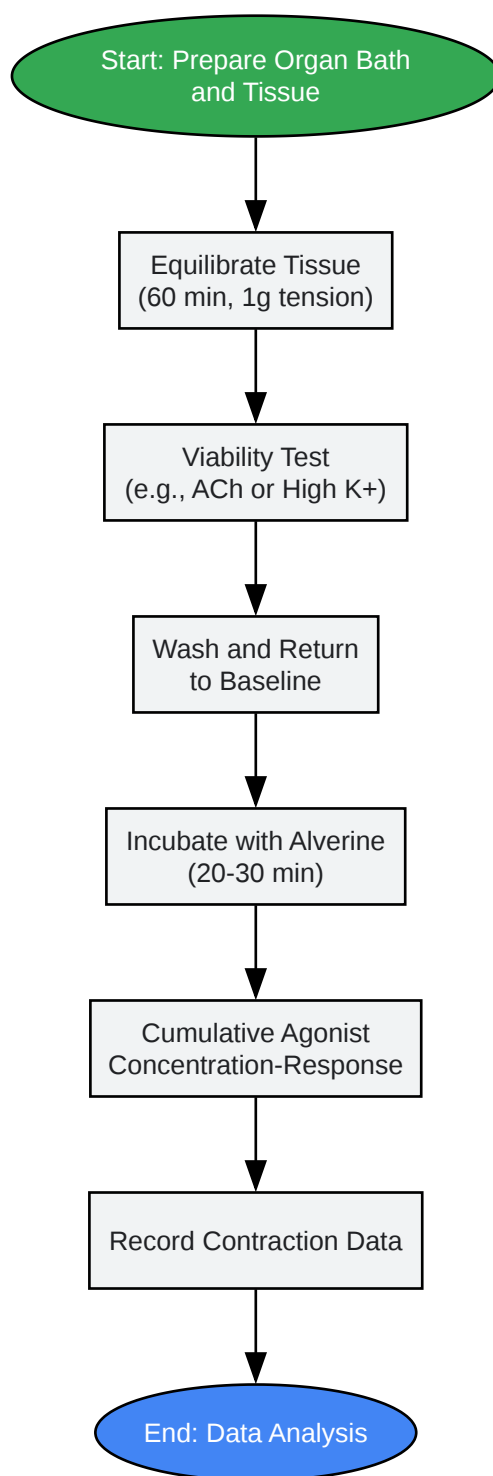 Start: Prepare Organ Bath
and Tissue
Equilibrate Tissue
(60 min, 1g tension)
Viability Test
(e.g., ACh or High K+)
Wash and Return
to Baseline
Incubate with Alverine
(20-30 min)
Cumulative Agonist
Concentration-Response
Record Contraction Data
End: Data Analysis